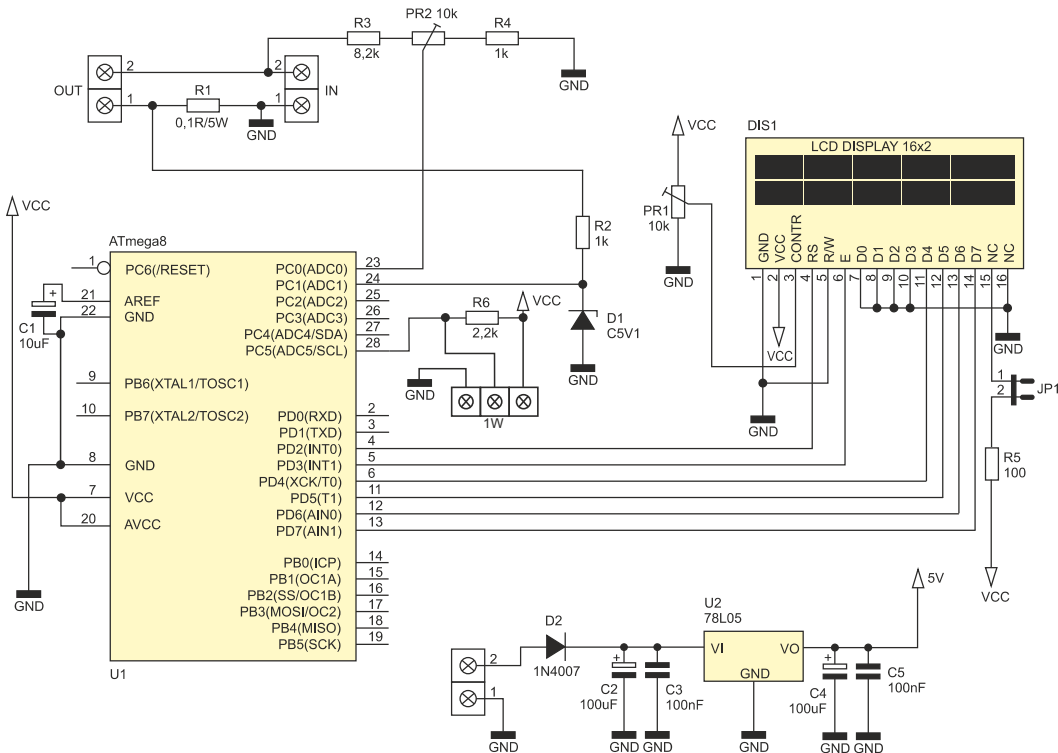 R3
8,2k
PR2 10k
R4
1k
GND
OUT
2
1
R1
0,1R/5W
GND
2
1
IN
VCC
ATmega8
R2
1k
VCC
PR1
10k
GND
DIS1
LCD DISPLAY 16x2
GND
VCC
CONTR
RS
R/W
E
D0
D1
D2
D3
D4
D5
D6
D7
NC
NC
1
2
3
4
5
6
7
8
9
10
11
12
13
14
15
16
VCC
GND
GND
1
2
JP1
R5
100
VCC
1
PC6(/RESET)
21
AREF
22
GND
C1
10uF
+
9
PB6(XTAL1/TOSC1)
10
PB7(XTAL2/TOSC2)
8
GND
7
VCC
20
AVCC
GND
PC0(ADC0)
23
PC1(ADC1)
24
PC2(ADC2)
25
PC3(ADC3)
26
PC4(ADC4/SDA)
27
PC5(ADC5/SCL)
28
PD0(RXD)
2
PD1(TXD)
3
PD2(INT0)
4
PD3(INT1)
5
PD4(XCK/T0)
6
PD5(T1)
11
PD6(AIN0)
12
PD7(AIN1)
13
PB0(ICP)
14
PB1(OC1A)
15
PB2(SS/OC1B)
16
PB3(MOSI/OC2)
17
PB4(MISO)
18
PB5(SCK)
19
U1
R6
2,2k
VCC
GND
1W
D1
C5V1
GND
2
1
GND
D2
1N4007
+
C2
100uF
GND
C3
100nF
GND
U2
78L05
VI
VO
GND
GND
+
C4
100uF
GND
C5
100nF
GND
5V